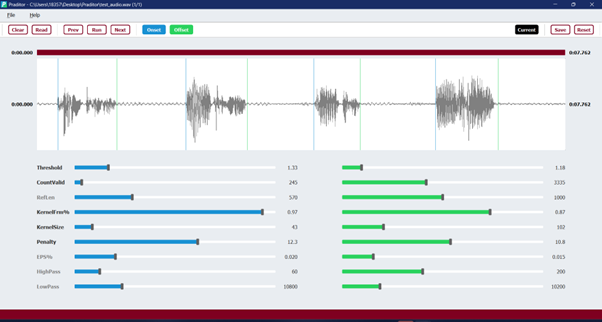 Praditor - C:\Users\18357\Desktop\Praditor\test_audio.wav (1/1)
File Help
Clear Read Prev Run Next Onset Offset Current Save Reset
0:00.000 0:07.762
0:00.000 0:07.762
Threshold 1.33 1.18
CountValid 245 3335
RefLen 570 1000
KernelFrm% 0.97 0.87
KernelSize 43 102
Penalty 12.3 10.8
EPS% 0.020 0.015
HighPass 60 200
LowPass 10800 10200